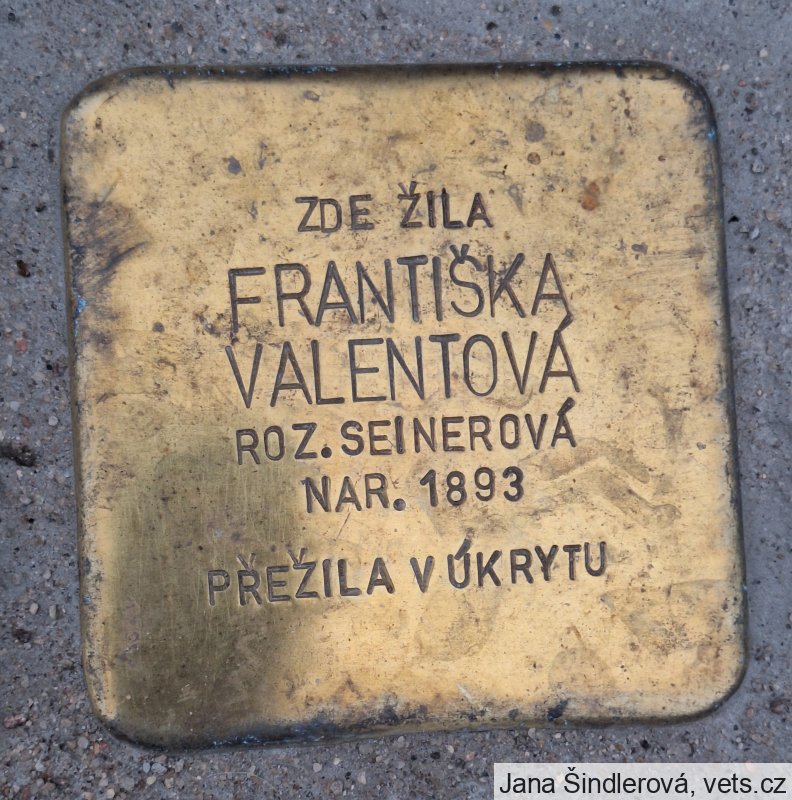 ZDE ŽILA
FRANTIŠKA
VALENTOVÁ
ROZ. SEINEROVÁ
NAR. 1893
PŘEŽILA V ÚKRYTU
Jana Šindlerová, vets.cz